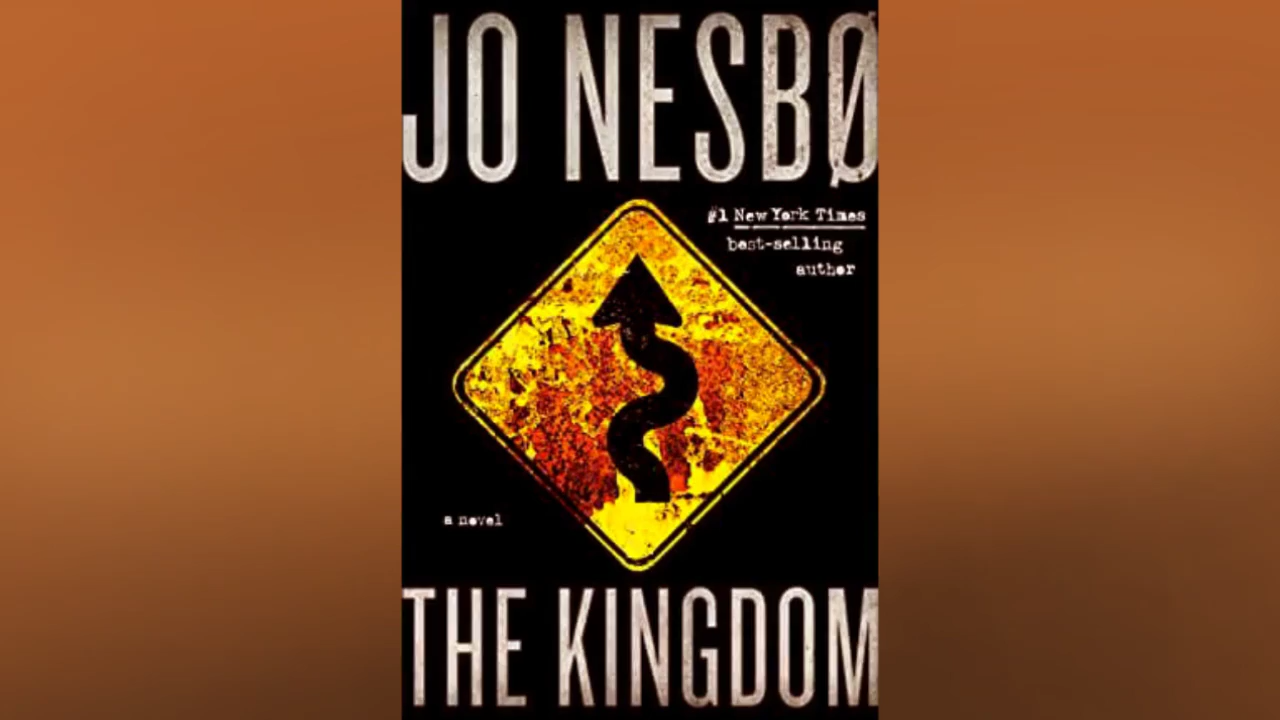 JO NESBØ
#1 New York Times
best-selling
author
a novel
THE KINGDOM